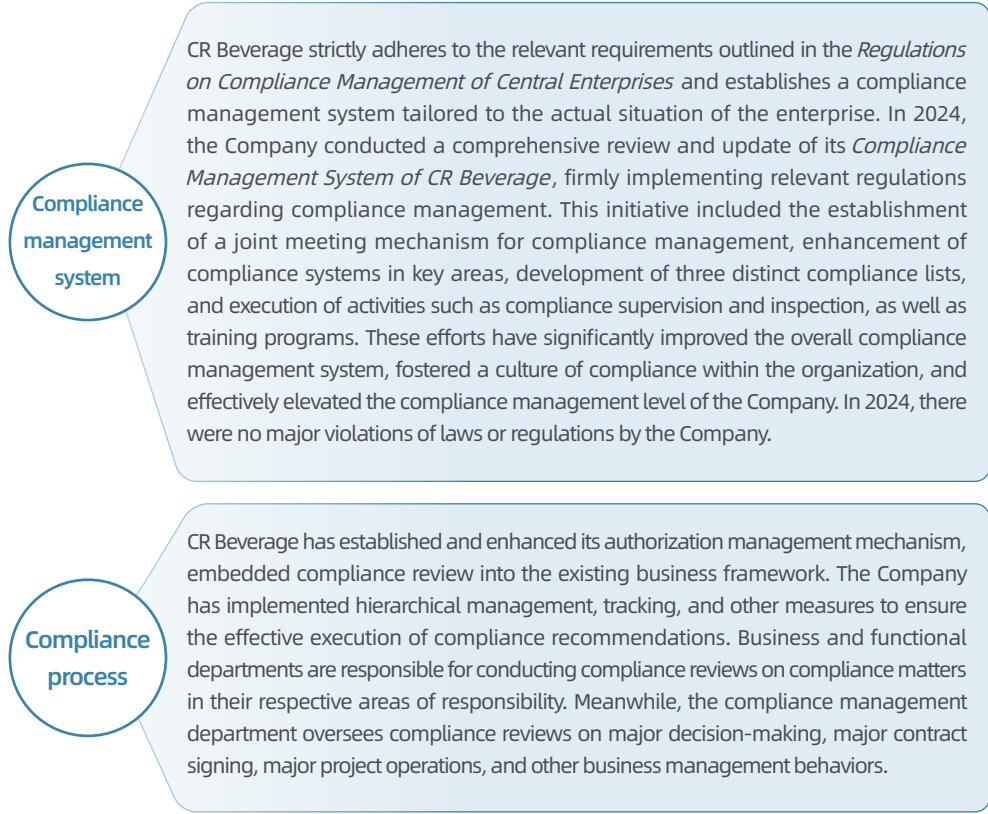 Compliance
management
system
CR Beverage strictly adheres to the relevant requirements outlined in the Regulations
on Compliance Management of Central Enterprises and establishes a compliance
management system tailored to the actual situation of the enterprise. In 2024,
the Company conducted a comprehensive review and update of its Compliance
Management System of CR Beverage, firmly implementing relevant regulations
regarding compliance management. This initiative included the establishment
of a joint meeting mechanism for compliance management, enhancement of
compliance systems in key areas, development of three distinct compliance lists,
and execution of activities such as compliance supervision and inspection, as well as
training programs. These efforts have significantly improved the overall compliance
management system, fostered a culture of compliance within the organization, and
effectively elevated the compliance management level of the Company. In 2024, there
were no major violations of laws or regulations by the Company.
Compliance
process
CR Beverage has established and enhanced its authorization management mechanism,
embedded compliance review into the existing business framework. The Company
has implemented hierarchical management, tracking, and other measures to ensure
the effective execution of compliance recommendations. Business and functional
departments are responsible for conducting compliance reviews on compliance matters
in their respective areas of responsibility. Meanwhile, the compliance management
department oversees compliance reviews on major decision-making, major contract
signing, major project operations, and other business management behaviors.